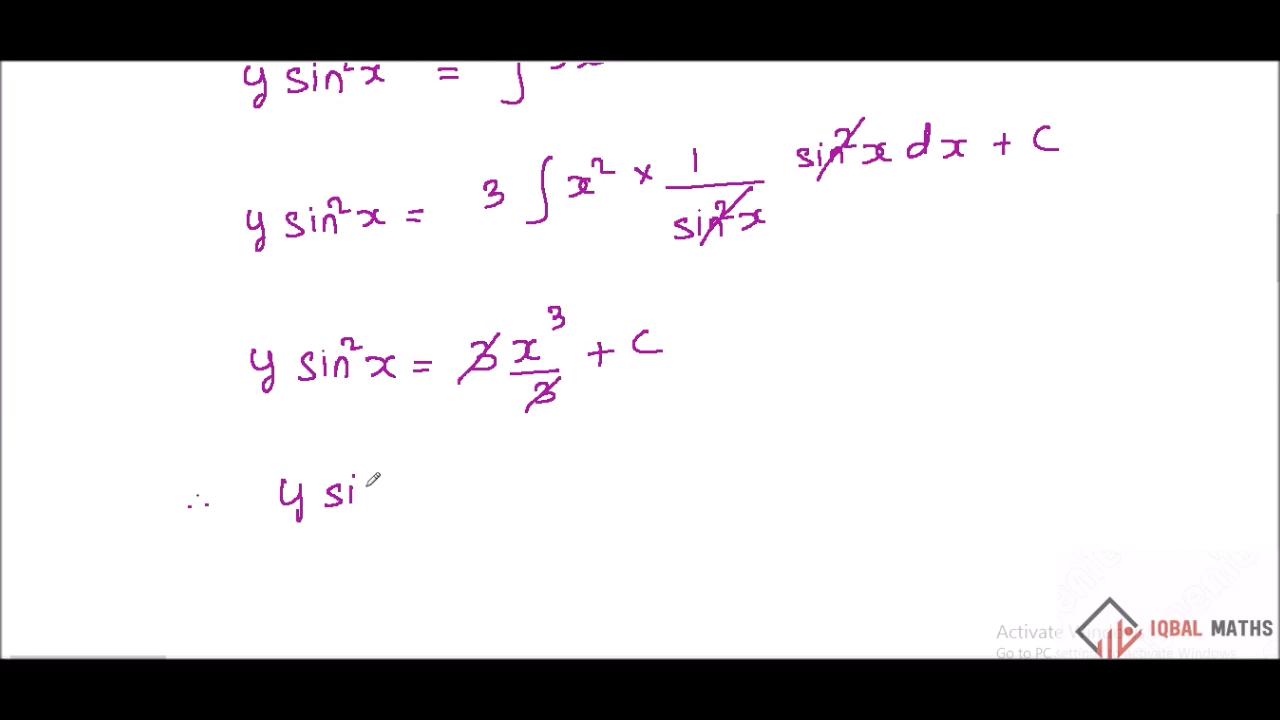 y sin²x = ∫
y sin²x = 3 ∫ x² × 1/sin²x sin²x dx + C
y sin²x = 3 x³/3 + C
∴ y si
Activate
Go to PC settings to activate Windows.
IQBAL MATHS